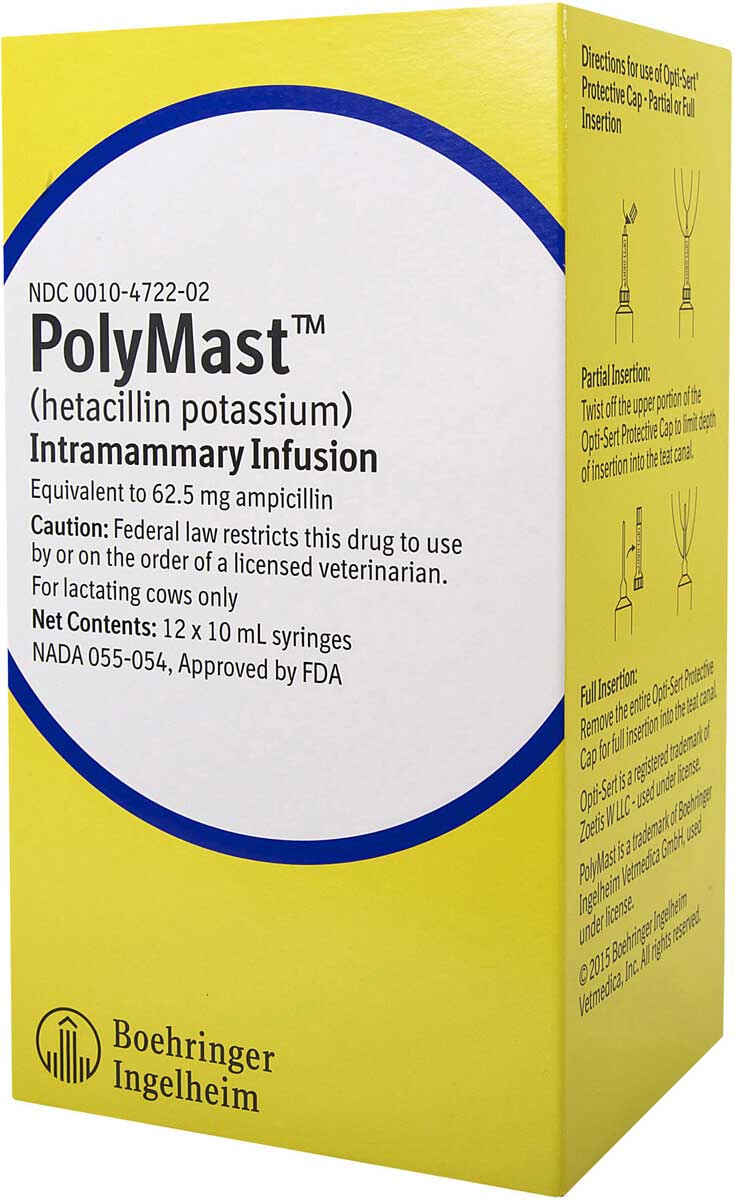 NDC 0010-4722-02
PolyMast™
(hetacillin potassium)
Intramammary Infusion
Equivalent to 62.5 mg ampicillin
Caution: Federal law restricts this drug to use
by or on the order of a licensed veterinarian.
For lactating cows only
Net Contents: 12 x 10 mL syringes
NADA 055-054, Approved by FDA
Boehringer
Ingelheim
Directions for use of Opti-Sert®
Protective Cap - Partial or Full
Insertion
Partial Insertion:
Twist off the upper portion of the
Opti-Sert Protective Cap to limit depth
of insertion into the teat canal.
Full Insertion:
Remove the entire Opti-Sert Protective
Cap for full insertion into the teat canal.
Opti-Sert is a registered trademark of
Zoetis W LLC - used under license.
PolyMast is a trademark of Boehringer
Ingelheim Vetmedica GmbH, used
under license.
© 2015 Boehringer Ingelheim
Vetmedica, Inc. All rights reserved.